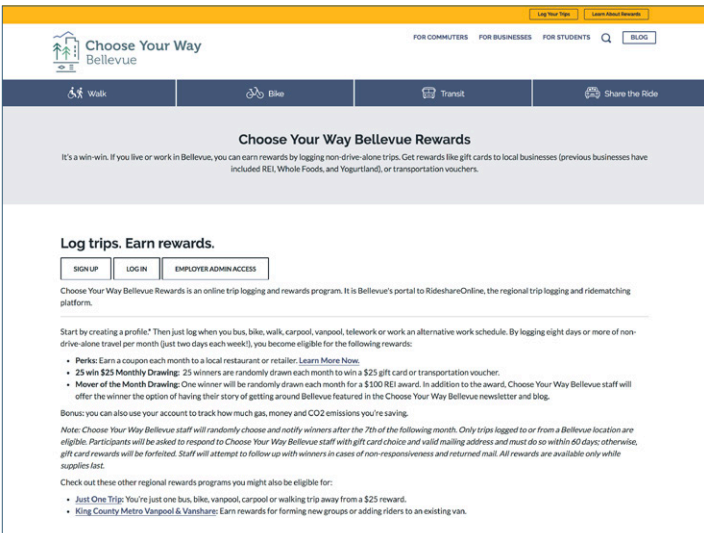 Log Your Trips
Learn About Rewards
Choose Your Way
Bellevue
FOR COMMUTERS
FOR BUSINESSES
FOR STUDENTS
BLOG
Walk
Bike
Transit
Share the Ride
Choose Your Way Bellevue Rewards
It's a win-win. If you live or work in Bellevue, you can earn rewards by logging non-drive-alone trips. Get rewards like gift cards to local businesses (previous businesses have
included REI, Whole Foods, and Yogurtland), or transportation vouchers.
Log trips. Earn rewards.
SIGN UP
LOG IN
EMPLOYER ADMIN ACCESS
Choose Your Way Bellevue Rewards is an online trip logging and rewards program. It is Bellevue's portal to RideshareOnline, the regional trip logging and ridematching
platform.
Start by creating a profile.* Then just log when you bus, bike, walk, carpool, vanpool, telework or work an alternative work schedule. By logging eight days or more of non-
drive-alone travel per month (just two days each week!), you become eligible for the following rewards:
• Perks: Earn a coupon each month to a local restaurant or retailer. Learn More Now.
• 25 win $25 Monthly Drawing: 25 winners are randomly drawn each month to win a $25 gift card or transportation voucher.
• Mover of the Month Drawing: One winner will be randomly drawn each month for a $100 REI award. In addition to the award, Choose Your Way Bellevue staff will
offer the winner the option of having their story of getting around Bellevue featured in the Choose Your Way Bellevue newsletter and blog.
Bonus: you can also use your account to track how much gas, money and CO2 emissions you're saving.
Note: Choose Your Way Bellevue staff will randomly choose and notify winners after the 7th of the following month. Only trips logged to or from a Bellevue location are
eligible. Participants will be asked to respond to Choose Your Way Bellevue staff with gift card choice and valid mailing address and must do so within 60 days; otherwise,
gift card rewards will be forfeited. Staff will attempt to follow up with winners in cases of non-responsiveness and returned mail. All rewards are available only while
supplies last.
Check out these other regional rewards programs you might also be eligible for:
• Just One Trip: You're just one bus, bike, vanpool, carpool or walking trip away from a $25 reward.
• King County Metro Vanpool & Vanshare: Earn rewards for forming new groups or adding riders to an existing van.